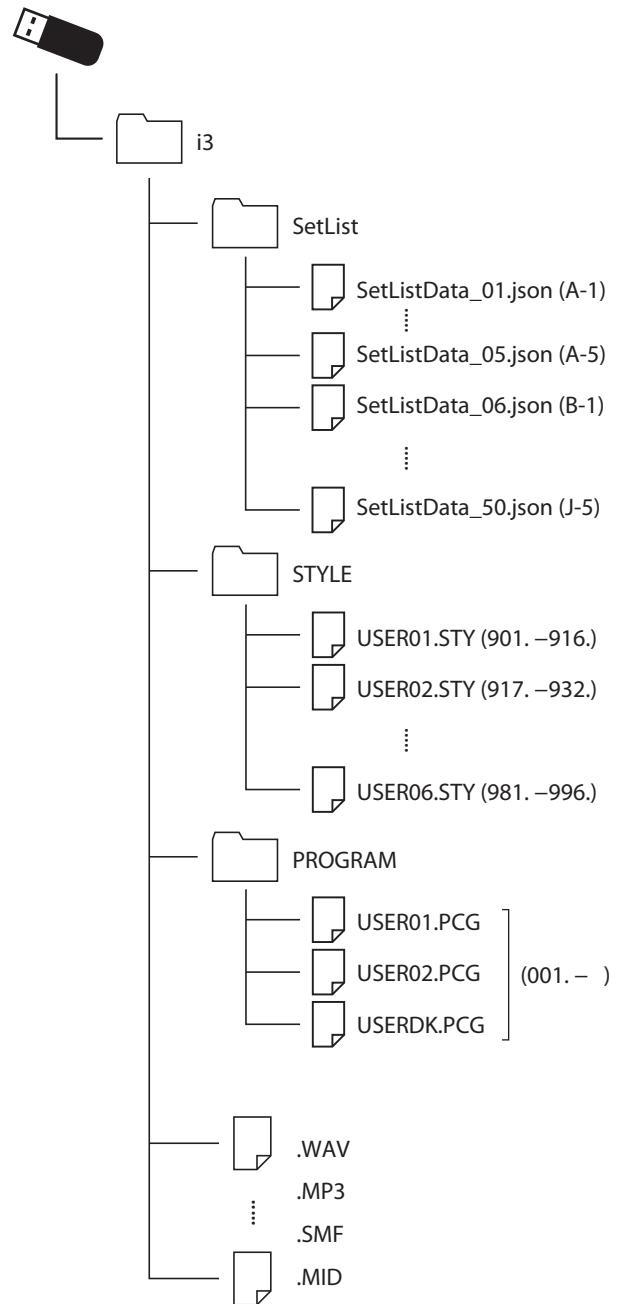 i3
SetList
SetListData_01.json (A-1)
SetListData_05.json (A-5)
SetListData_06.json (B-1)
SetListData_50.json (J-5)
STYLE
USER01.STY (901. −916.)
USER02.STY (917. −932.)
USER06.STY (981. −996.)
PROGRAM
USER01.PCG
USER02.PCG
(001. − )
USERDK.PCG
.WAV
.MP3
.SMF
.MID